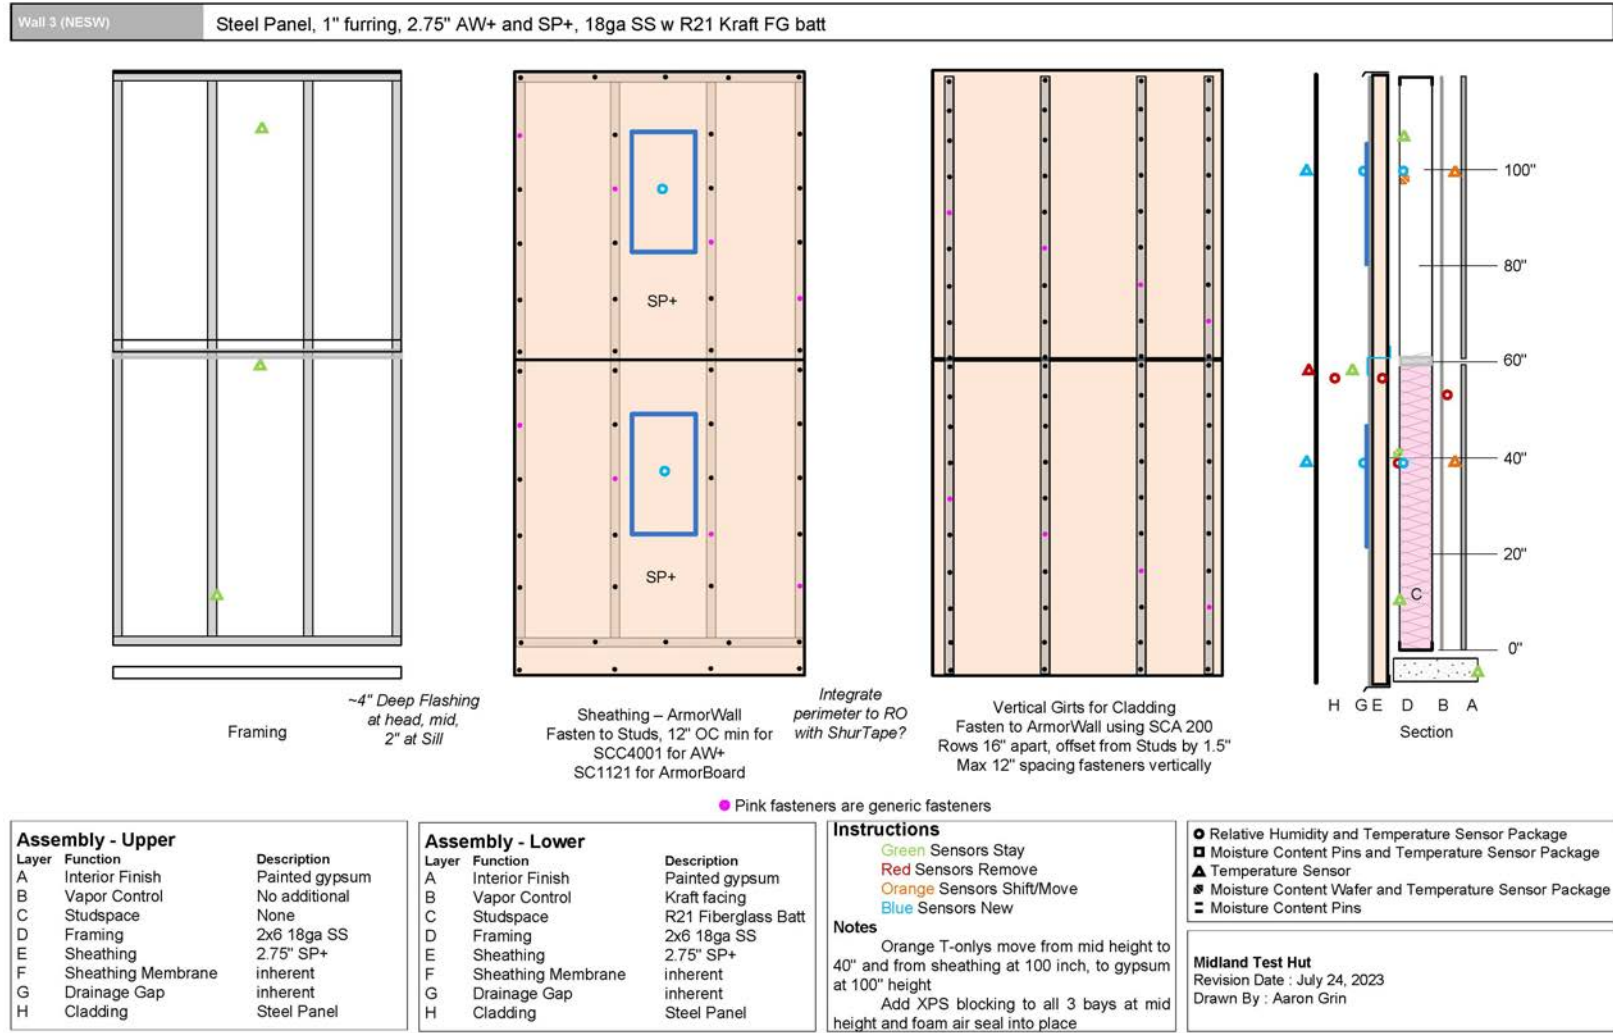 Wall 3 (NESW)
Steel Panel, 1" furring, 2.75" AW+ and SP+, 18ga SS w R21 Kraft FG batt
Framing
~4" Deep Flashing
at head, mid,
2" at Sill
SP+
SP+
Sheathing – ArmorWall
Fasten to Studs, 12" OC min for
SCC4001 for AW+
SC1121 for ArmorBoard
Integrate
perimeter to RO
with ShurTape?
Vertical Girts for Cladding
Fasten to ArmorWall using SCA 200
Rows 16" apart, offset from Studs by 1.5"
Max 12" spacing fasteners vertically
100"
80"
60"
40"
20"
C
0"
H G E D B A
Section
Pink fasteners are generic fasteners
Assembly - Upper
Layer Function Description
A Interior Finish Painted gypsum
B Vapor Control No additional
C Studspace None
D Framing 2x6 18ga SS
E Sheathing 2.75" SP+
F Sheathing Membrane inherent
G Drainage Gap inherent
H Cladding Steel Panel
Assembly - Lower
Layer Function Description
A Interior Finish Painted gypsum
B Vapor Control Kraft facing
C Studspace R21 Fiberglass Batt
D Framing 2x6 18ga SS
E Sheathing 2.75" SP+
F Sheathing Membrane inherent
G Drainage Gap inherent
H Cladding Steel Panel
Instructions
Green Sensors Stay
Red Sensors Remove
Orange Sensors Shift/Move
Blue Sensors New
Notes
Orange T-onlys move from mid height to
40" and from sheathing at 100 inch, to gypsum
at 100" height
Add XPS blocking to all 3 bays at mid
height and foam air seal into place
Relative Humidity and Temperature Sensor Package
Moisture Content Pins and Temperature Sensor Package
Temperature Sensor
Moisture Content Wafer and Temperature Sensor Package
Moisture Content Pins
Midland Test Hut
Revision Date : July 24, 2023
Drawn By : Aaron Grin